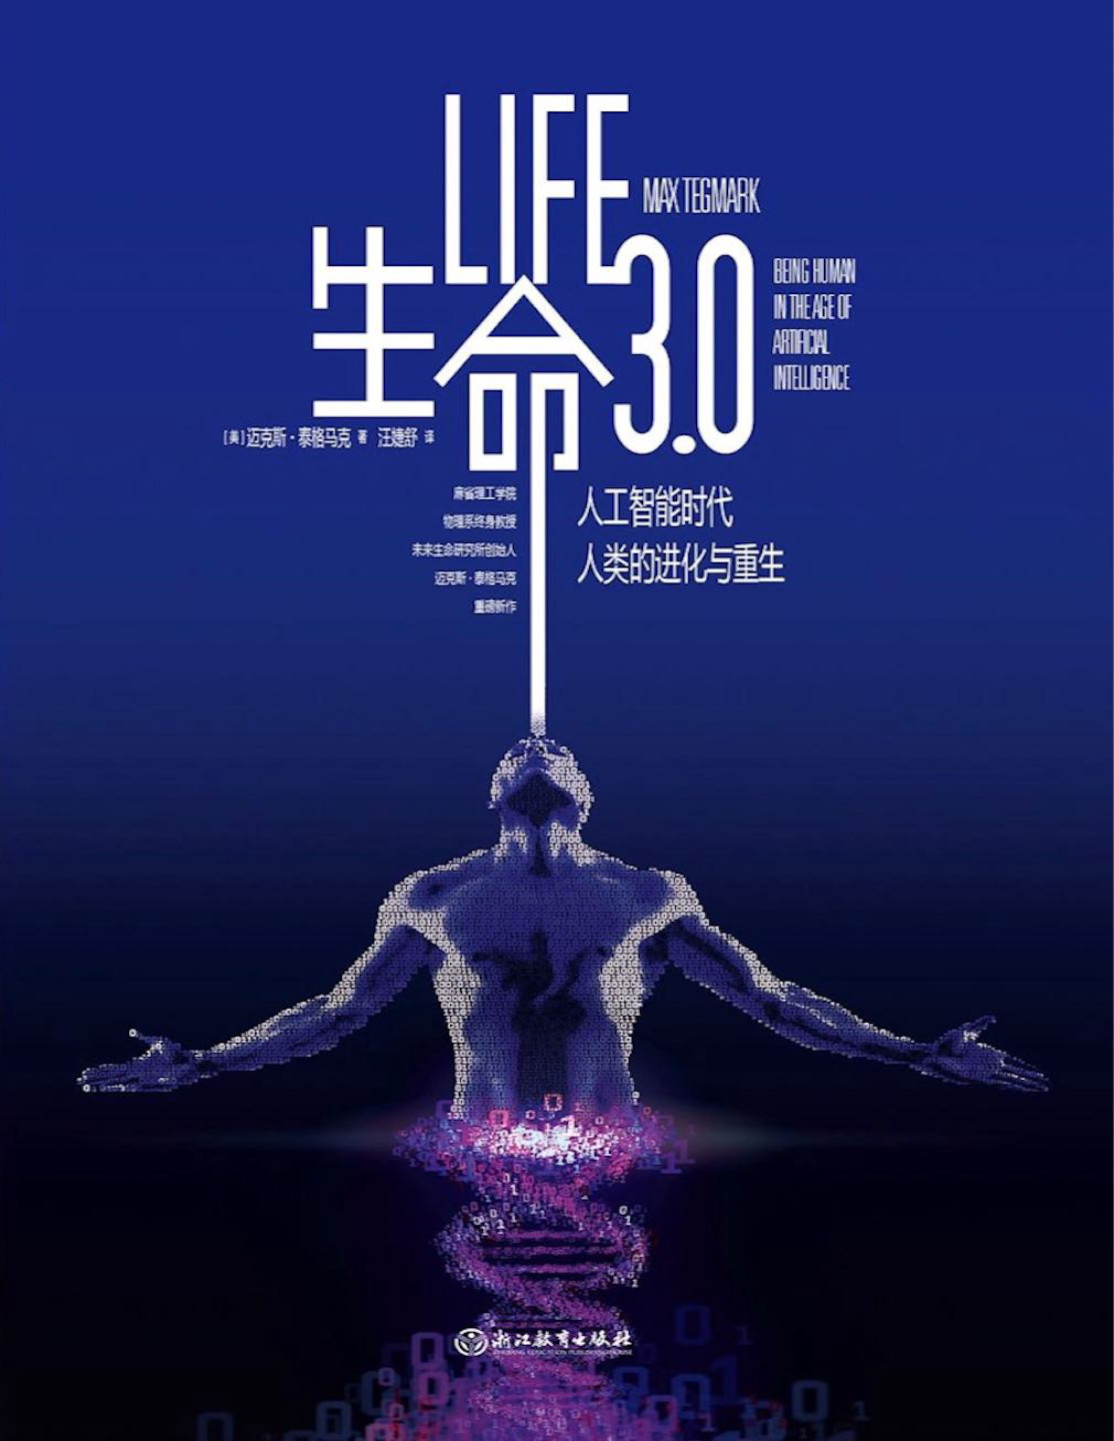 LIFE
MAX TEGMARK
生命3.0
BEING HUMAN
IN THE AGE OF
ARTIFICIAL
INTELLIGENCE
[美]迈克斯·泰格马克 著 汪婕舒 译
麻省理工学院
物理系终身教授
未来生命研究所创始人
迈克斯·泰格马克
重磅新作
人工智能时代
人类的进化与重生
浙江教育出版社
ZHEJIANG EDUCATION PUBLISHING HOUSE